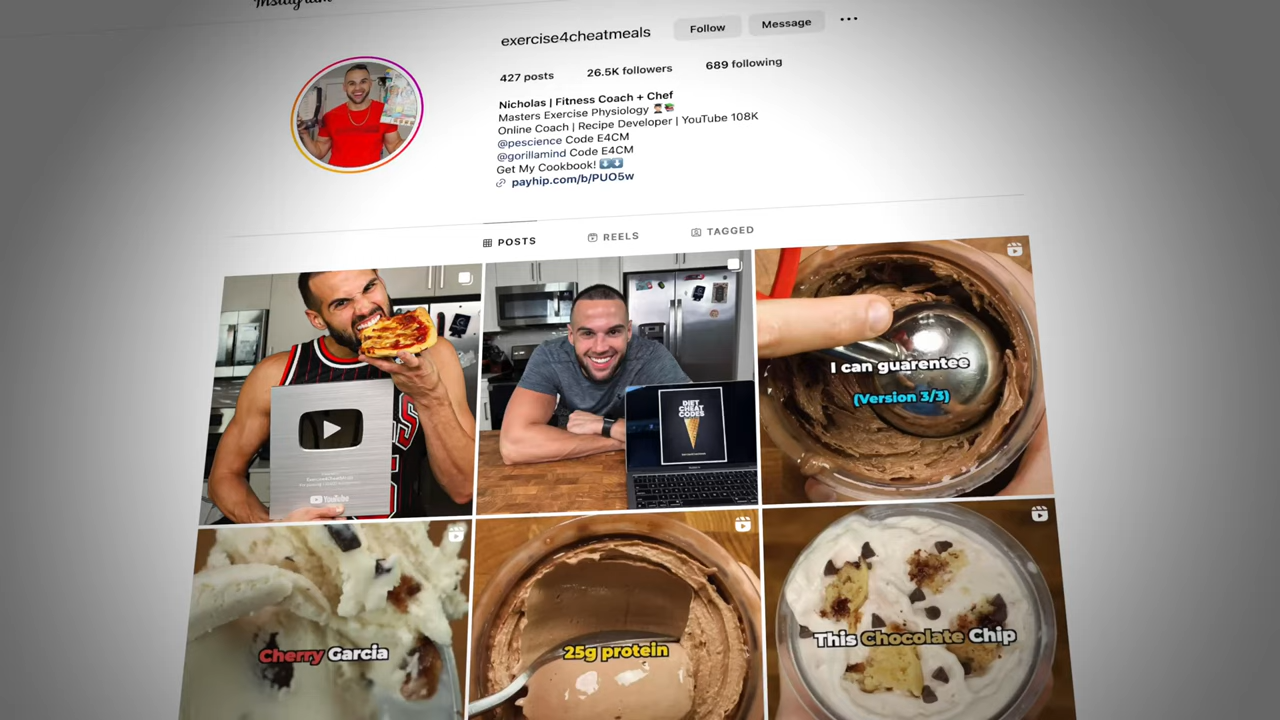 Instagram
exercise4cheatmeals
Follow
Message
427 posts
26.5K followers
689 following
Nicholas | Fitness Coach + Chef
Masters Exercise Physiology
Online Coach | Recipe Developer | YouTube 108K
@pescience Code E4CM
@gorillamind Code E4CM
Get My Cookbook!
payhip.com/b/PUO5w
POSTS
REELS
TAGGED
YouTube
DIET
CHEAT
CODES
I can guarentee
(Version 3/3)
Cherry Garcia
25g protein
This Chocolate Chip